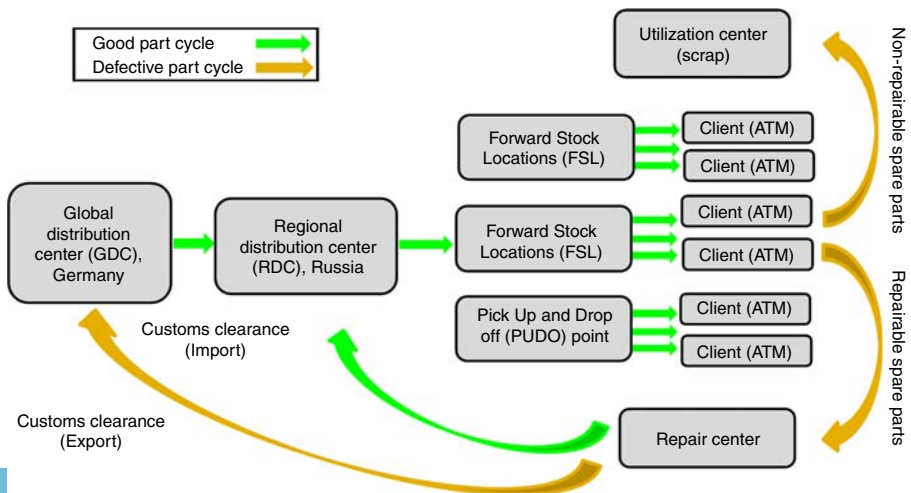 Good part cycle
Defective part cycle
Utilization center
(scrap)
Non-repairable spare parts
Forward Stock
Locations (FSL)
Client (ATM)
Client (ATM)
Global
distribution
center (GDC),
Germany
Regional
distribution center
(RDC), Russia
Forward Stock
Locations (FSL)
Client (ATM)
Client (ATM)
Repairable spare parts
Pick Up and Drop
off (PUDO) point
Client (ATM)
Client (ATM)
Customs clearance
(Import)
Customs clearance
(Export)
Repair center